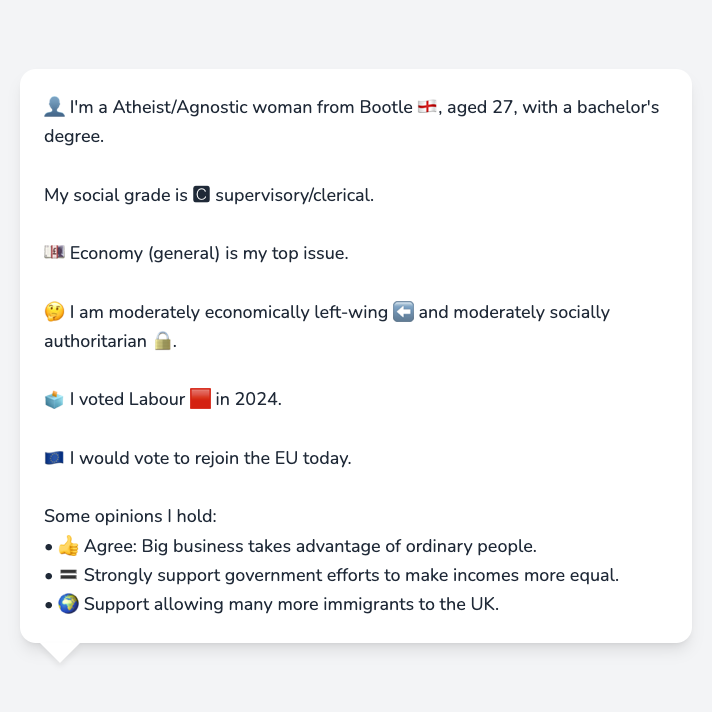 👤 I'm a Atheist/Agnostic woman from Bootle 🏴󠁧󠁢󠁥󠁮󠁧󠁿, aged 27, with a bachelor's
degree.
My social grade is 🅲 supervisory/clerical.
💷 Economy (general) is my top issue.
🤔 I am moderately economically left-wing ⬅️ and moderately socially
authoritarian 🔒.
🗳️ I voted Labour 🟥 in 2024.
🇪🇺 I would vote to rejoin the EU today.
Some opinions I hold:
• 👍 Agree: Big business takes advantage of ordinary people.
• 🟰 Strongly support government efforts to make incomes more equal.
• 🌍 Support allowing many more immigrants to the UK.